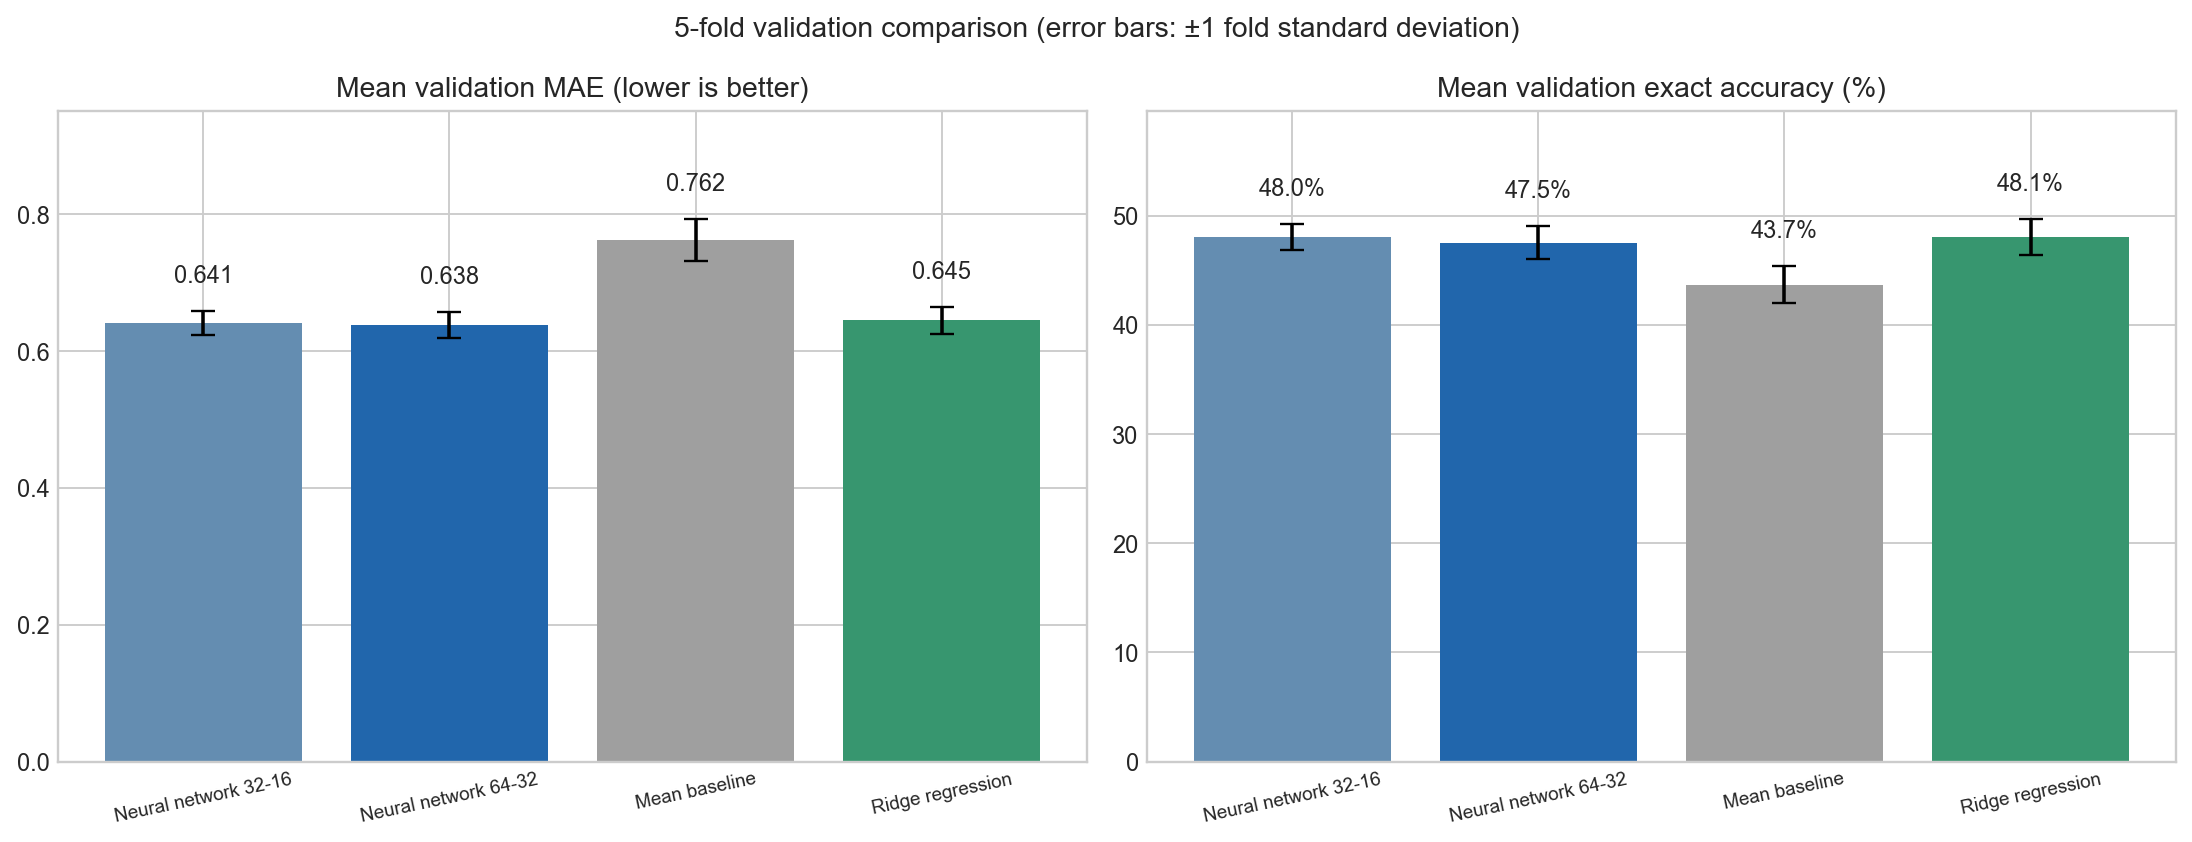 5-fold validation comparison (error bars: ±1 fold standard deviation)
Mean validation MAE (lower is better)
0.8
0.6
0.4
0.2
0.0
0.641
0.638
0.762
0.645
Neural network 32-16
Neural network 64-32
Mean baseline
Ridge regression
Mean validation exact accuracy (%)
50
40
30
20
10
0
48.0%
47.5%
43.7%
48.1%
Neural network 32-16
Neural network 64-32
Mean baseline
Ridge regression